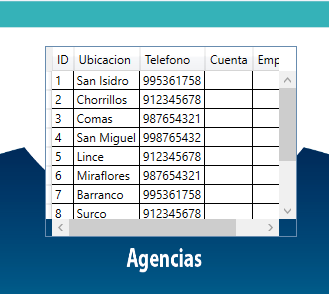 ID Ubicacion Telefono Cuenta Emp
1 San Isidro 995361758
2 Chorrillos 912345678
3 Comas 987654321
4 San Miguel 998765432
5 Lince 912345678
6 Miraflores 987654321
7 Barranco 995361758
8 Surco 912345678
Agencias